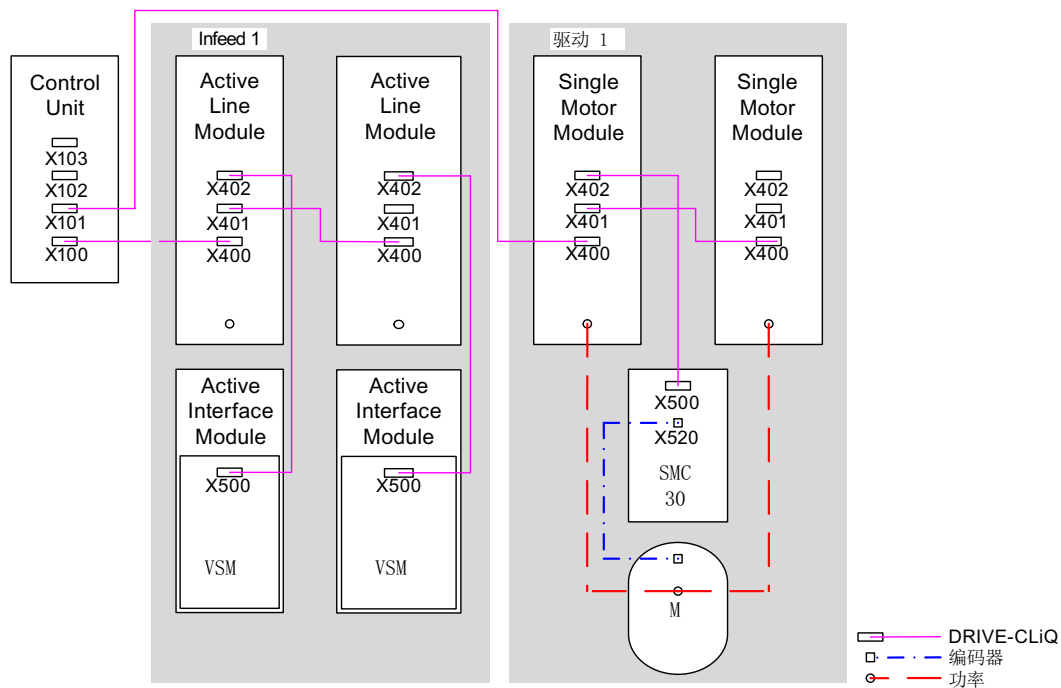 Infeed 1
驱动 1
Control
Unit
X103
X102
X101
X100
Active
Line
Module
X402
X401
X400
Active
Line
Module
X402
X401
X400
Single
Motor
Module
X402
X401
X400
Single
Motor
Module
X402
X401
X400
Active
Interface
Module
X500
VSM
Active
Interface
Module
X500
VSM
X500
X520
SMC
30
M
DRIVE-CLiQ
编码器
功率